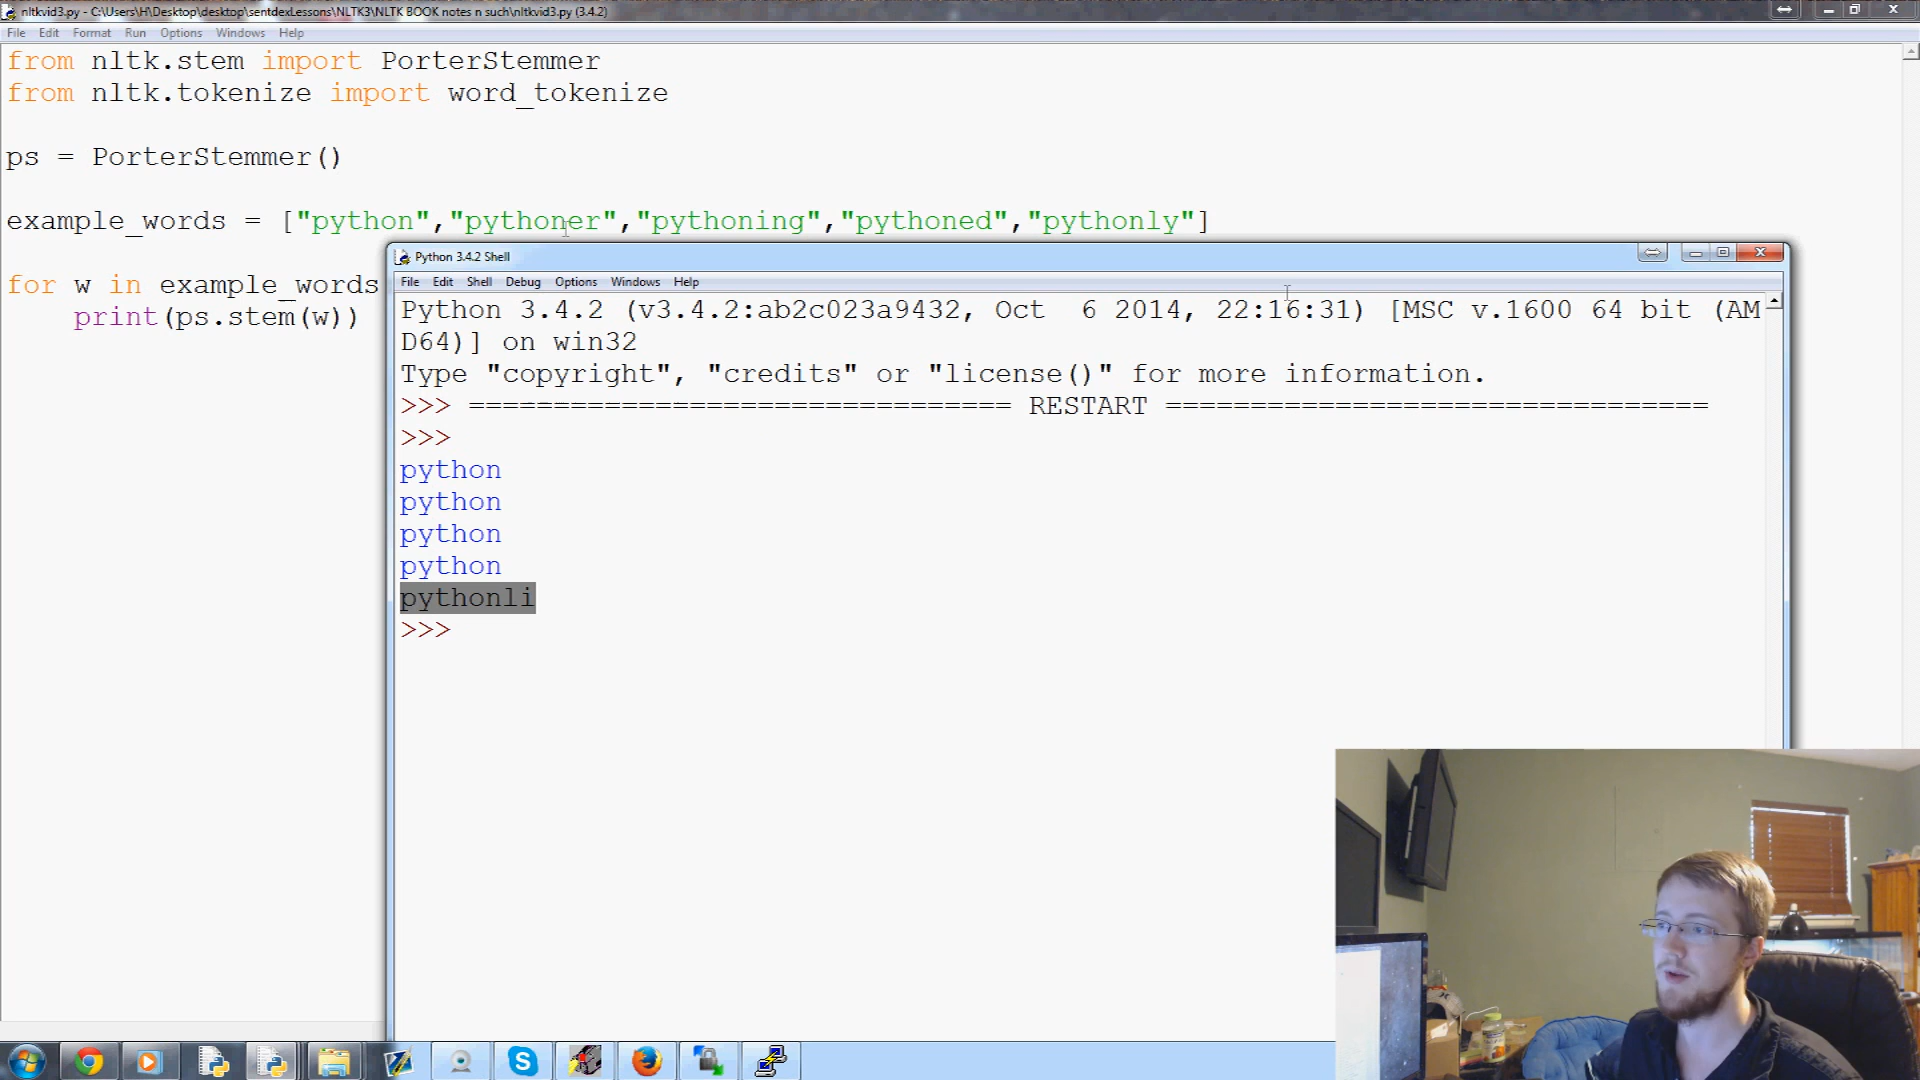 nltkvid3.py - C:\Users\H\Desktop\desktop\sentdexLessons\NLTK3\NLTK BOOK notes n such\nltkvid3.py (3.4.2)
File Edit Format Run Options Windows Help
from nltk.stem import PorterStemmer
from nltk.tokenize import word_tokenize
ps = PorterStemmer()
example_words = ["python","pythoner","pythoning","pythoned","pythonly"]
for w in example_words
print(ps.stem(w))
Python 3.4.2 Shell
File Edit Shell Debug Options Windows Help
Python 3.4.2 (v3.4.2:ab2c023a9432, Oct  6 2014, 22:16:31) [MSC v.1600 64 bit (AM
D64)] on win32
Type "copyright", "credits" or "license()" for more information.
>>> ================================ RESTART ================================
>>>
python
python
python
python
pythonli
>>>